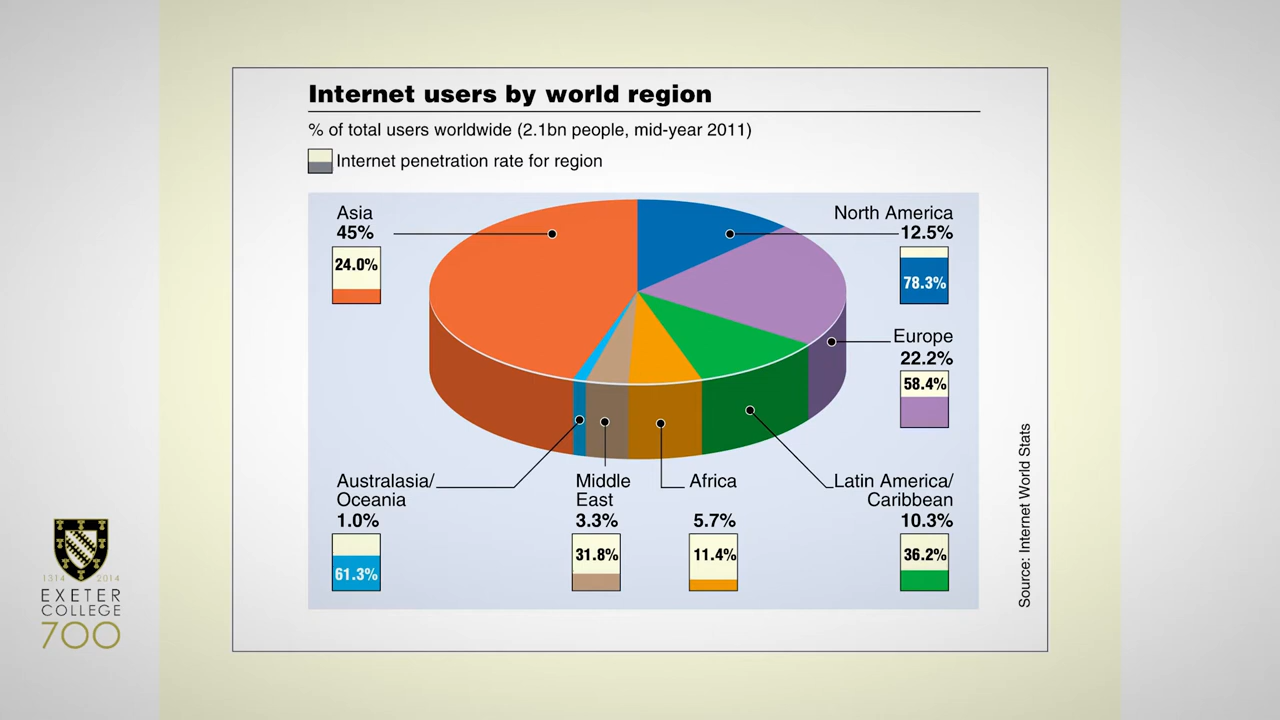 Internet users by world region
% of total users worldwide (2.1bn people, mid-year 2011)
Internet penetration rate for region
Asia
45%
24.0%
North America
12.5%
78.3%
Europe
22.2%
58.4%
Australasia/
Oceania
1.0%
61.3%
Middle
East
3.3%
31.8%
Africa
5.7%
11.4%
Latin America/
Caribbean
10.3%
36.2%
Source: Internet World Stats
1314 2014
EXETER
COLLEGE
700